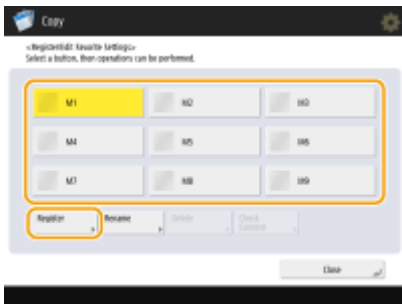 Copy
<Register/Edit Favorite Settings>
Select a button, then operations can be performed.
M1 M2 M3
M4 M5 M6
M7 M8 M9
Register Rename Delete Check Content
Close